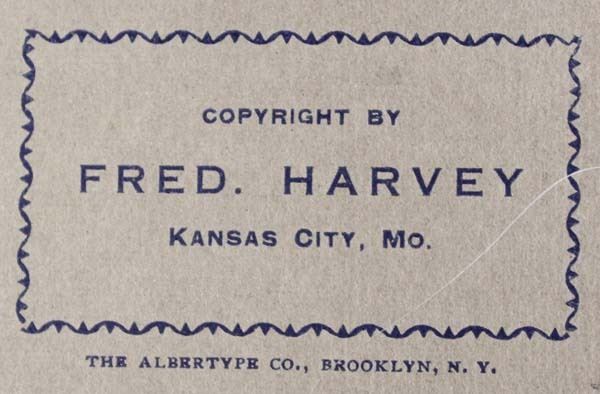 COPYRIGHT BY
FRED. HARVEY
KANSAS CITY, MO.
THE ALBERTYPE CO., BROOKLYN, N. Y.